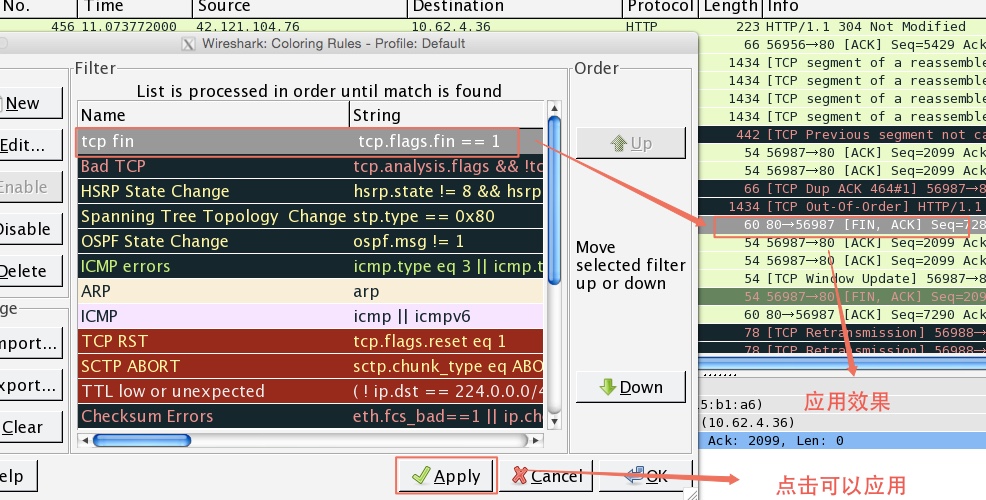 No. Time Source Destination Protocol Length Info
456 11.073772000 42.121.104.76 10.62.4.36 HTTP 223 HTTP/1.1 304 Not Modified
Wireshark: Coloring Rules - Profile: Default
66 56956→80 [ACK] Seq=5429 Ack
Filter
Order
1434 [TCP segment of a reassemble
List is processed in order until match is found
1434 [TCP segment of a reassemble
New
Name String
1434 [TCP segment of a reassemble
1434 [TCP segment of a reassemble
tcp fin tcp.flags.fin == 1
Up
442 [TCP Previous segment not ca
Edit...
54 56987→80 [ACK] Seq=2099 Ack
Bad TCP tcp.analysis.flags && !tc
54 56987→80 [ACK] Seq=2099 Ack
Enable
HSRP State Change hsrp.state != 8 && hsrp
66 [TCP Dup ACK 464#1] 56987→8
1434 [TCP Out-Of-Order] HTTP/1.1
Spanning Tree Topology Change stp.type == 0x80
60 80→56987 [FIN, ACK] Seq=728
Disable
OSPF State Change ospf.msg != 1
54 56987→80 [ACK] Seq=2099 Ack
Move
selected filter
up or down
54 56987→80 [ACK] Seq=2099 Ack
ICMP errors icmp.type eq 3 || icmp.t
Delete
54 [TCP Window Update] 56987→8
ARP arp
54 56987→80 [FIN, ACK] Seq=209
ge
ICMP icmp || icmpv6
60 80→56987 [ACK] Seq=7290 Ack
mport...
TCP RST tcp.flags.reset eq 1
78 [TCP Retransmission] 56988→
78 [TCP Retransmission] 56987→
SCTP ABORT sctp.chunk_type eq ABO
xport...
TTL low or unexpected ( ! ip.dst == 224.0.0.0/4
Down
应用效果
5:b1:a6)
Checksum Errors eth.fcs_bad==1 || ip.ch
Clear
(10.62.4.36)
Ack: 2099, Len: 0
elp
Apply
Cancel
OK
点击可以应用